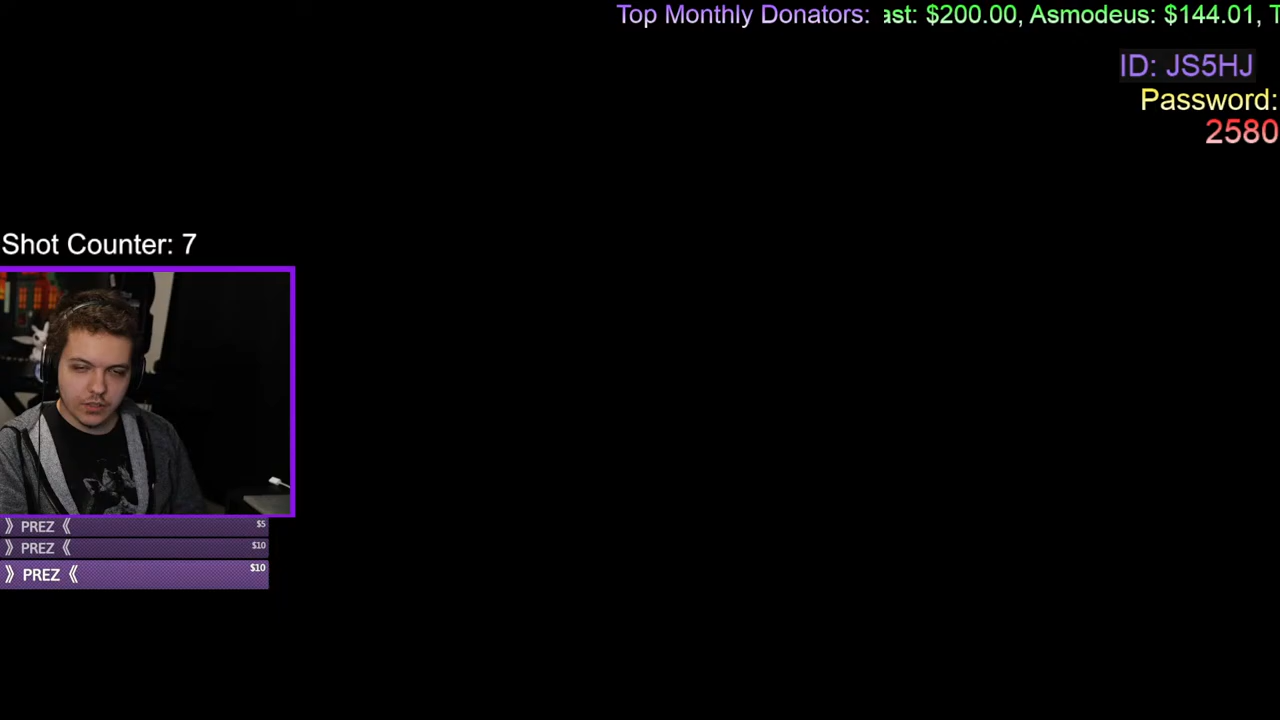 Top Monthly Donators: ast: $200.00, Asmodeus: $144.01, T
ID: JS5HJ
Password:
2580
Shot Counter: 7
》 PREZ 《 $5
》 PREZ 《 $10
》 PREZ 《 $10